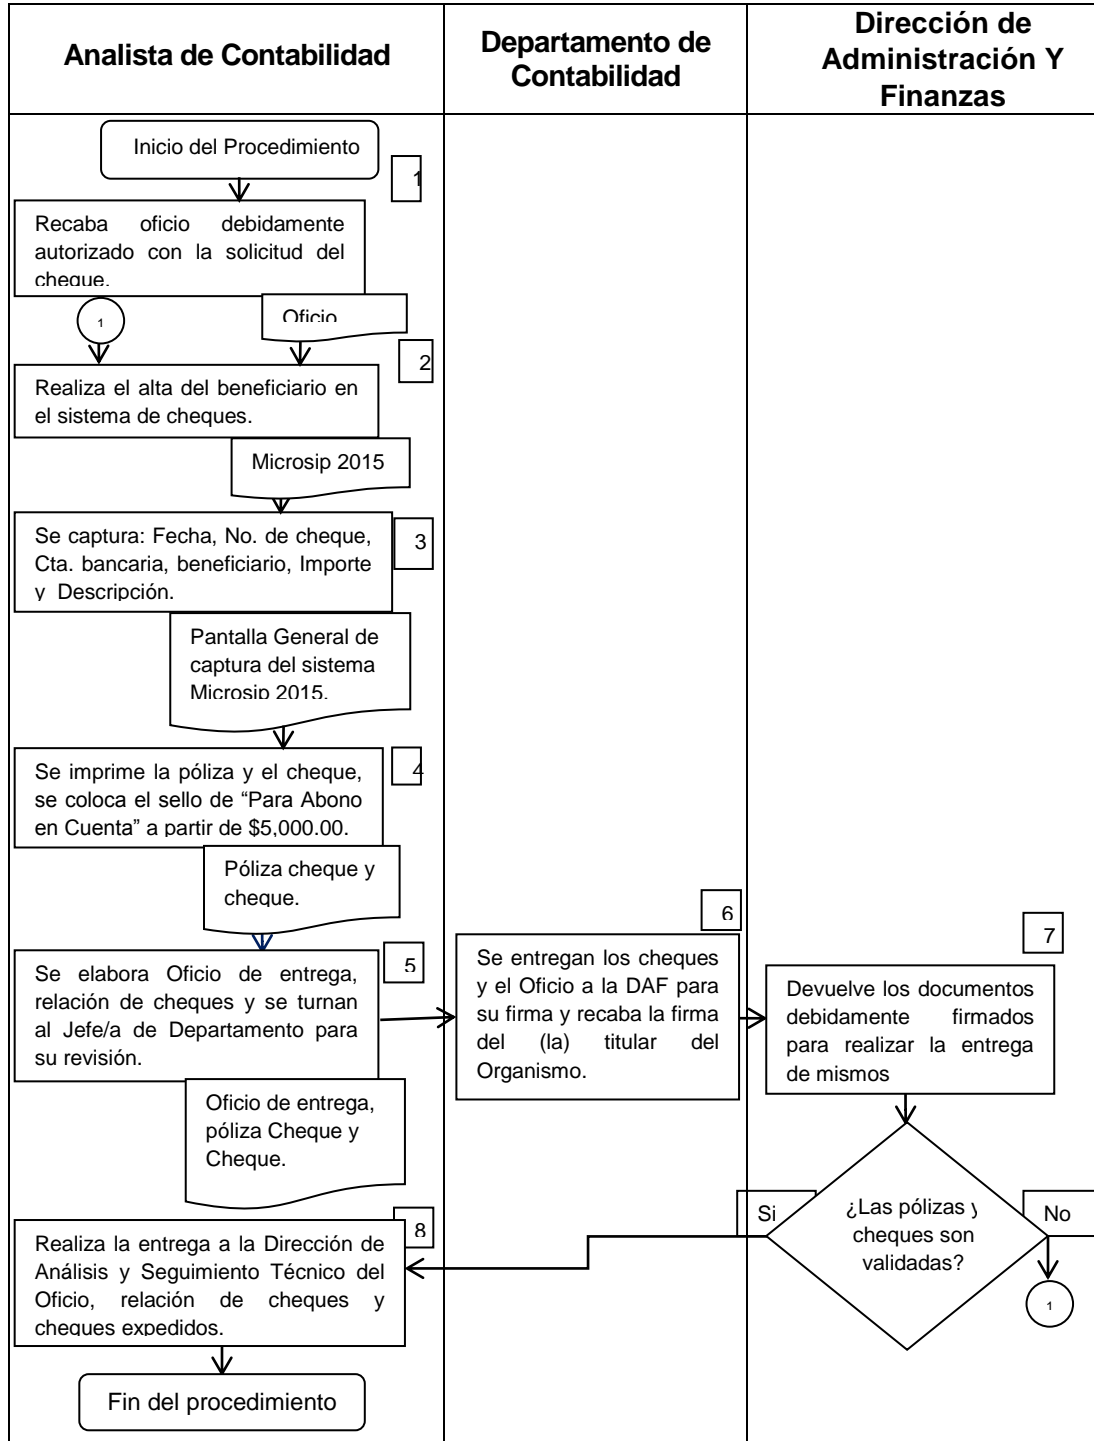 Analista de Contabilidad
Departamento de
Contabilidad
Dirección de
Administración Y
Finanzas
Inicio del Procedimiento
1
Recaba oficio debidamente
autorizado con la solicitud del
cheque.
1
Oficio
2
Realiza el alta del beneficiario en
el sistema de cheques.
Microsip 2015
3
Se captura: Fecha, No. de cheque,
Cta. bancaria, beneficiario, Importe
y Descripción.
Pantalla General de
captura del sistema
Microsip 2015.
4
Se imprime la póliza y el cheque,
se coloca el sello de “Para Abono
en Cuenta” a partir de $5,000.00.
Póliza cheque y
cheque.
5
Se elabora Oficio de entrega,
relación de cheques y se turnan
al Jefe/a de Departamento para
su revisión.
Oficio de entrega,
póliza Cheque y
Cheque.
6
Se entregan los cheques
y el Oficio a la DAF para
su firma y recaba la firma
del (la) titular del
Organismo.
7
Devuelve los documentos
debidamente firmados
para realizar la entrega
de mismos
¿Las pólizas y
cheques son
validadas?
Si
No
1
8
Realiza la entrega a la Dirección de
Análisis y Seguimiento Técnico del
Oficio, relación de cheques y
cheques expedidos.
Fin del procedimiento